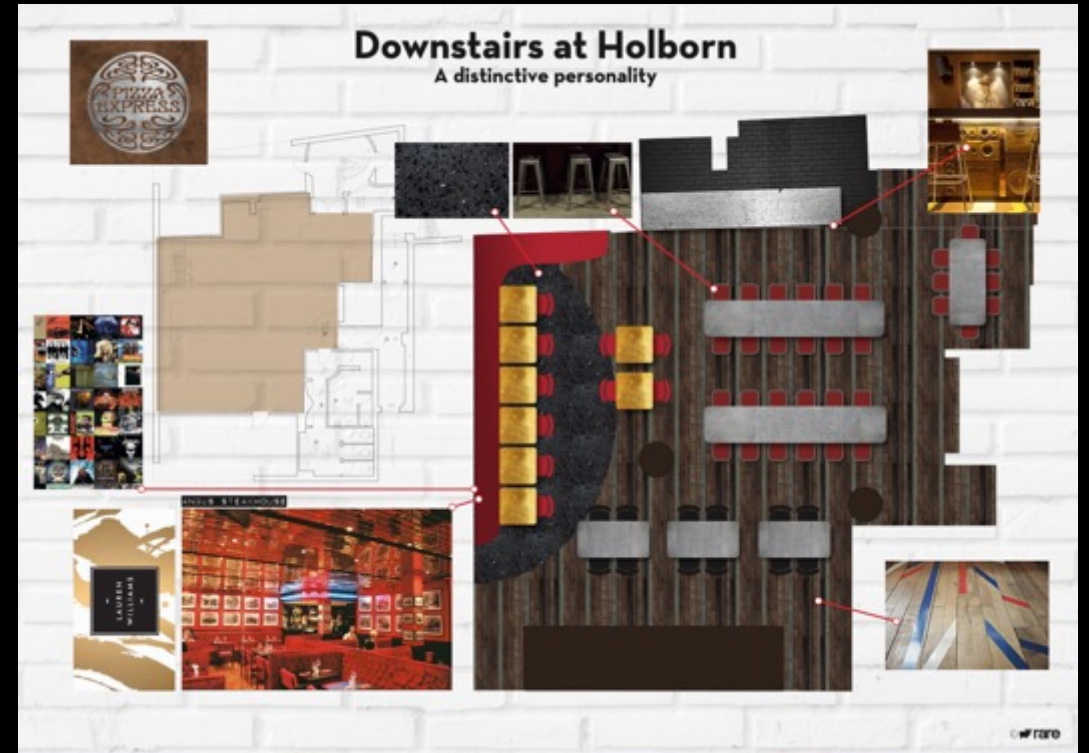 Downstairs at Holborn
A distinctive personality
PIZZA
EXPRESS
ANGUS STEAKHOUSE
LAUREN
WILLIAMS
© rare